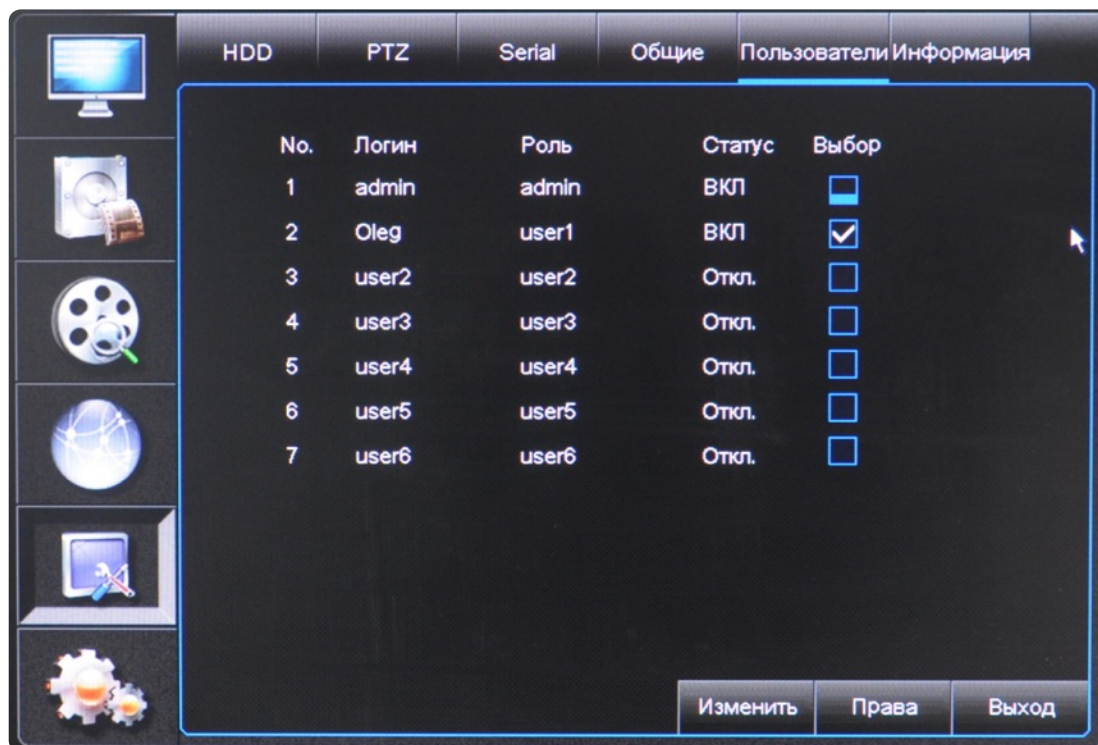 HDD PTZ Serial Общие Пользователи Информация
No. Логин Роль Статус Выбор
1 admin admin ВКЛ
2 Oleg user1 ВКЛ
3 user2 user2 Откл.
4 user3 user3 Откл.
5 user4 user4 Откл.
6 user5 user5 Откл.
7 user6 user6 Откл.
Изменить Права Выход